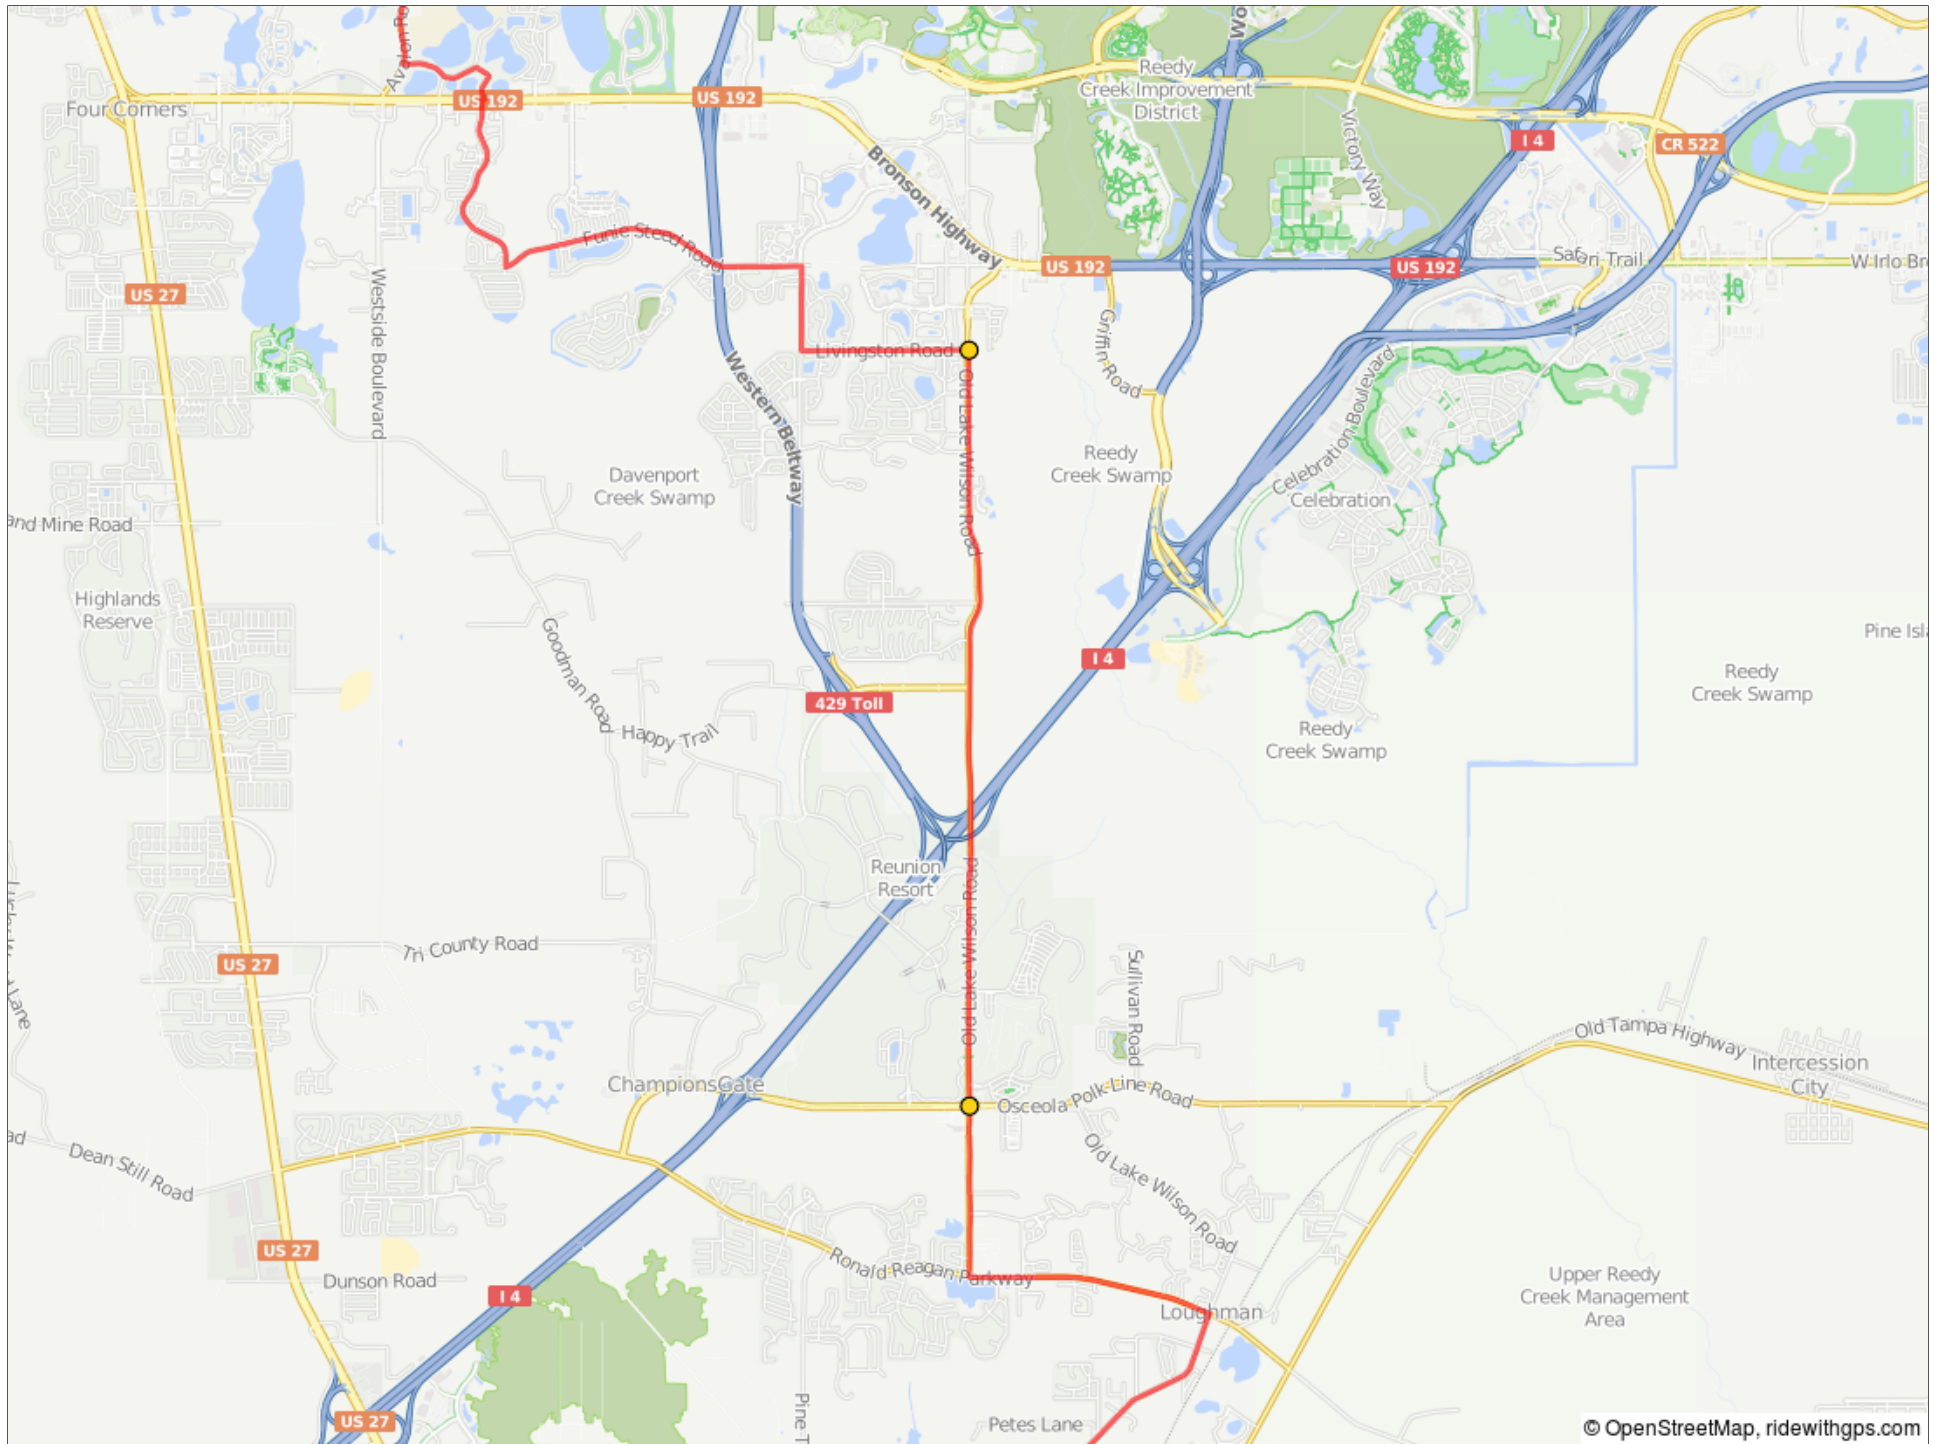 Reedy
Creek Improvement
District
Four Corners
US 192
US 192
Victory Way
I 4
CR 522
Bronson Highway
Funie Steed Road
US 192
US 192
Safari Trail
US 27
Westside Boulevard
Griffin Road
Livingston Road
Western Beltway
Old Lake Wilson Road
Celebration Boulevard
Reedy
Creek Swamp
Davenport
Creek Swamp
Celebration
and Mine Road
Highlands
Reserve
Goodman Road
Happy Trail
I 4
429 Toll
Reedy
Creek Swamp
Reedy
Creek Swamp
Reunion
Resort
Old Lake Wilson Road
Tri County Road
US 27
Sullivan Road
Old Tampa Highway
Intercession
City
ChampionsGate
Osceola Polk Line Road
Dean Still Road
Old Lake Wilson Road
US 27
Dunson Road
I 4
Ronald Reagan Parkway
Loughman
Upper Reedy
Creek Management
Area
US 27
Petes Lane
© OpenStreetMap, ridewithgps.com